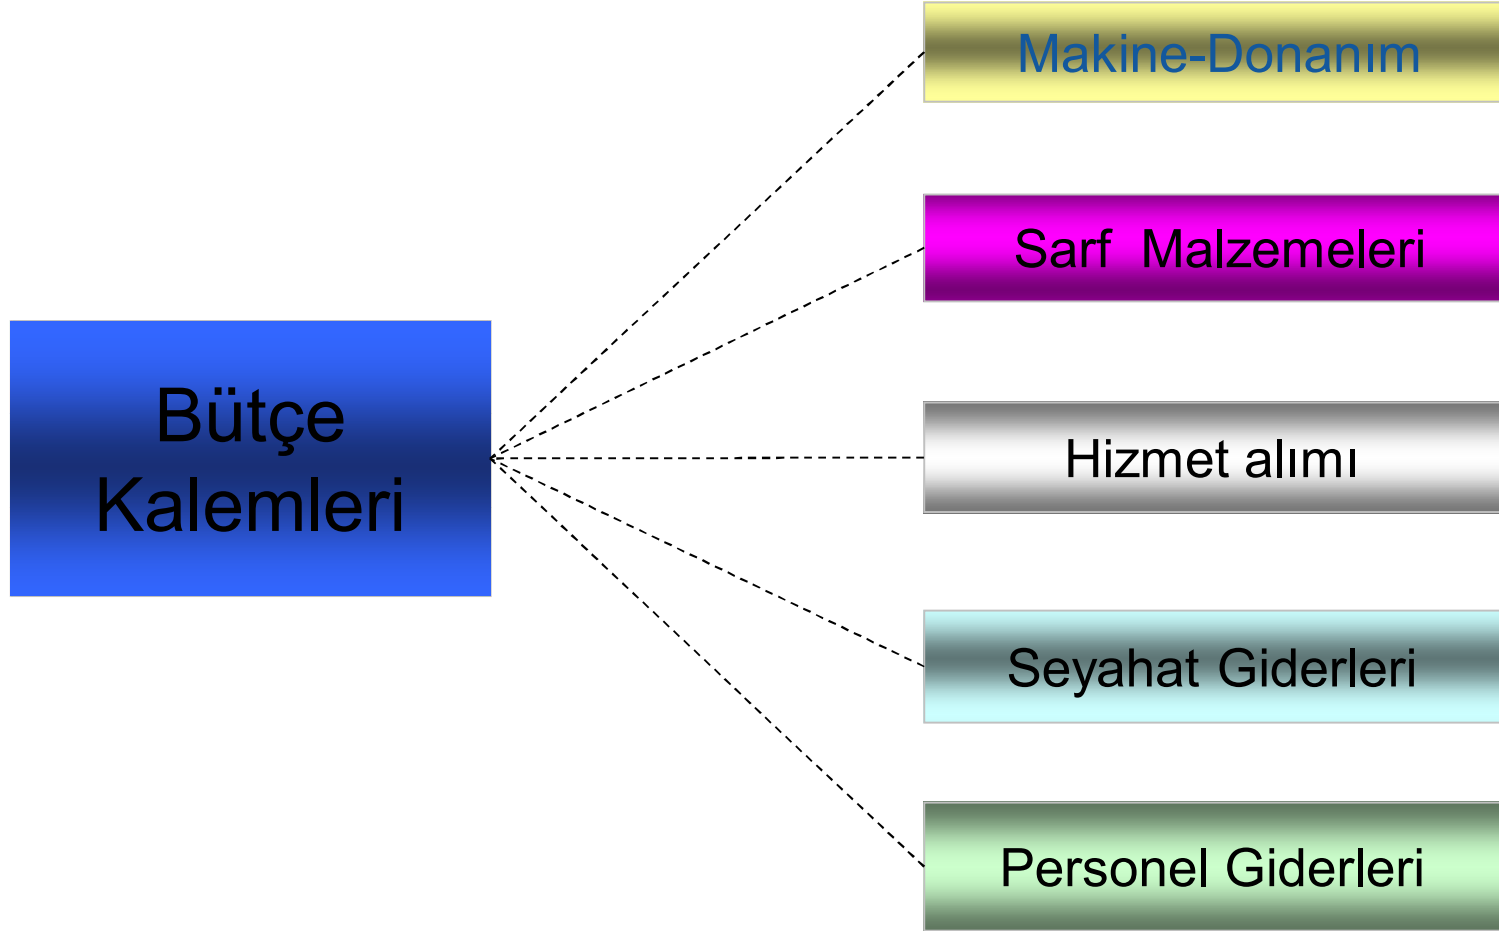 Makine-Donanım
Sarf  Malzemeleri
Bütçe
Kalemleri
Hizmet alımı
Seyahat Giderleri
Personel Giderleri